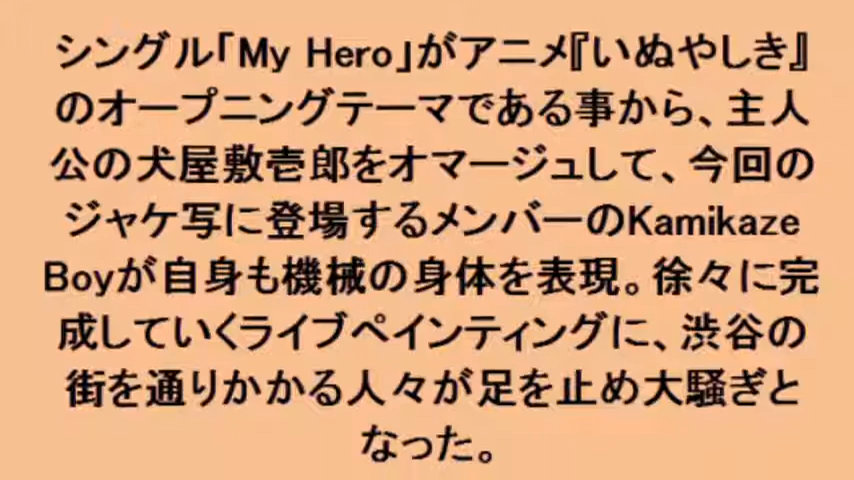 シングル「My Hero」がアニメ『いぬやしき』
のオープニングテーマである事から、主人
公の犬屋敷壱郎をオマージュして、今回の
ジャケ写に登場するメンバーのKamikaze
Boyが自身も機械の身体を表現。徐々に完
成していくライブペインティングに、渋谷の
街を通りかかる人々が足を止め大騒ぎと
なった。